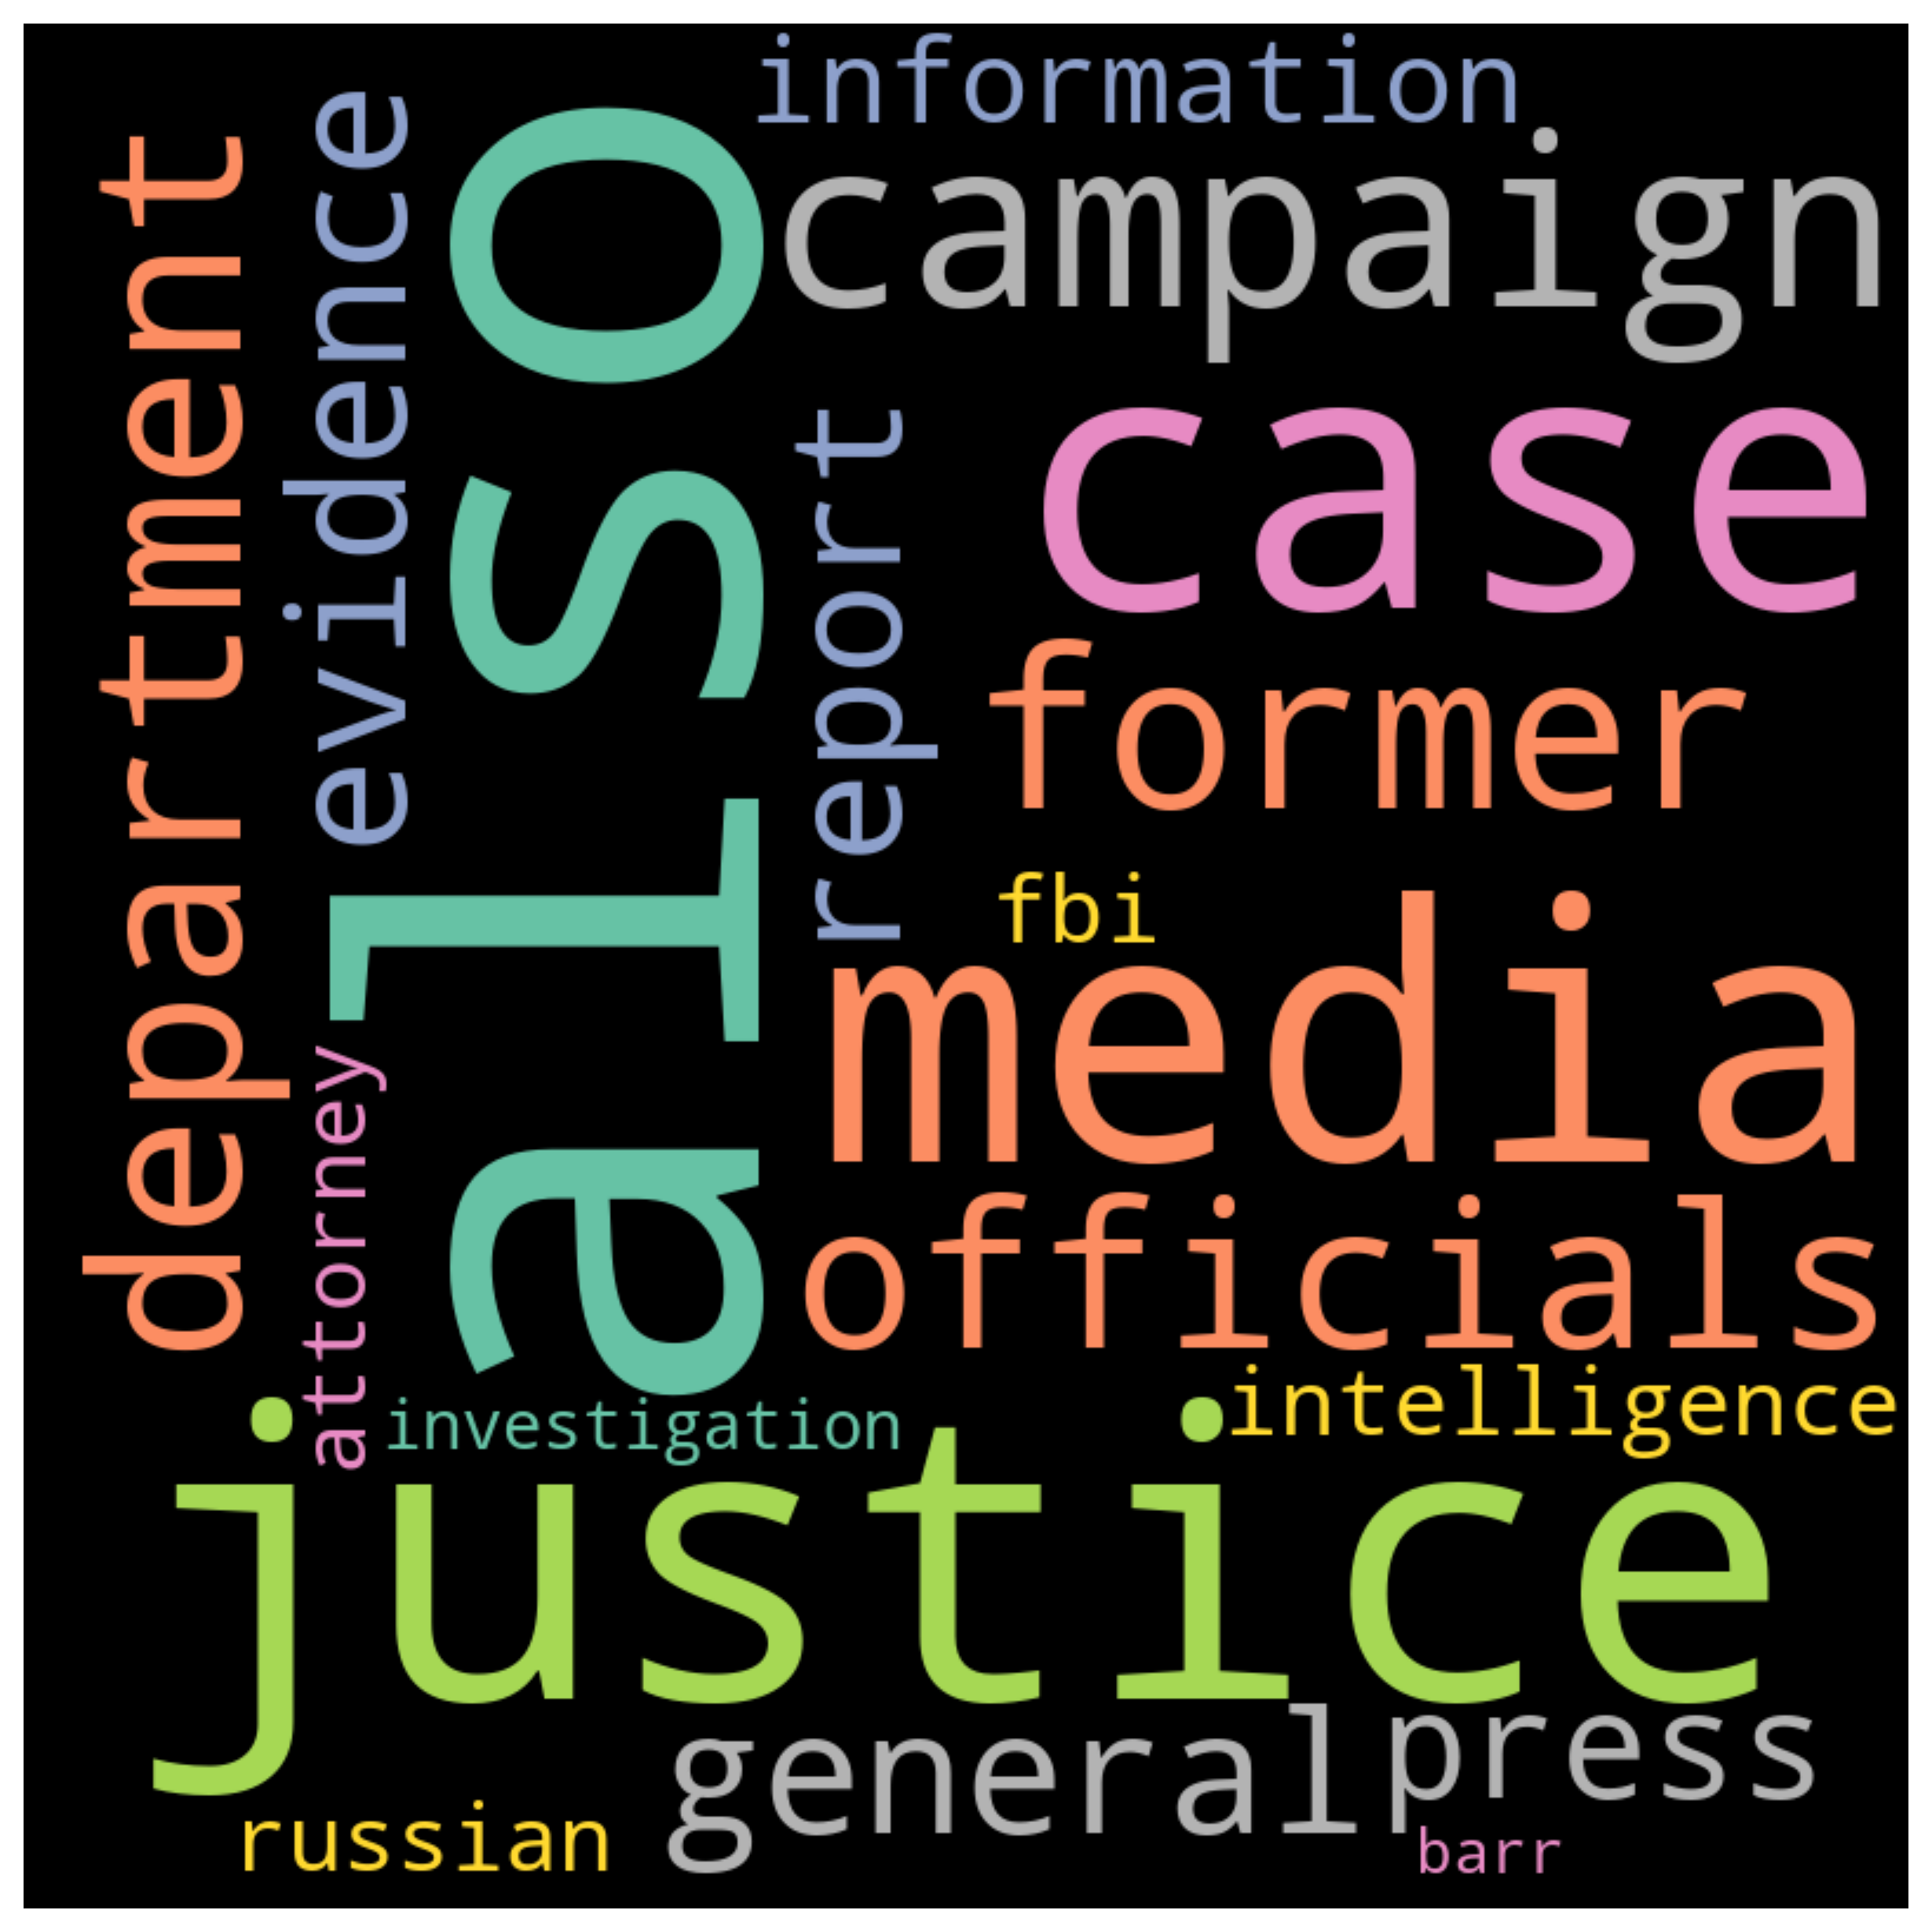 information
campaign
department
evidence
also
report
case
former
fbi
media
officials
attorney
investigation
intelligence
justice
general
press
russian
barr